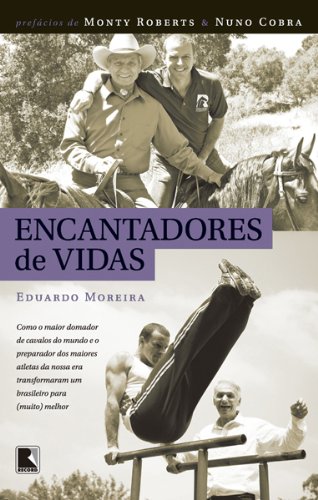 prefácios de MONTY ROBERTS & NUNO COBRA
ENCANTADORES
de VIDAS
EDUARDO MOREIRA
Como o maior domador
de cavalos do mundo e o
preparador dos maiores
atletas da nossa era
transformaram um
brasileiro para
(muito) melhor
R
RECORD